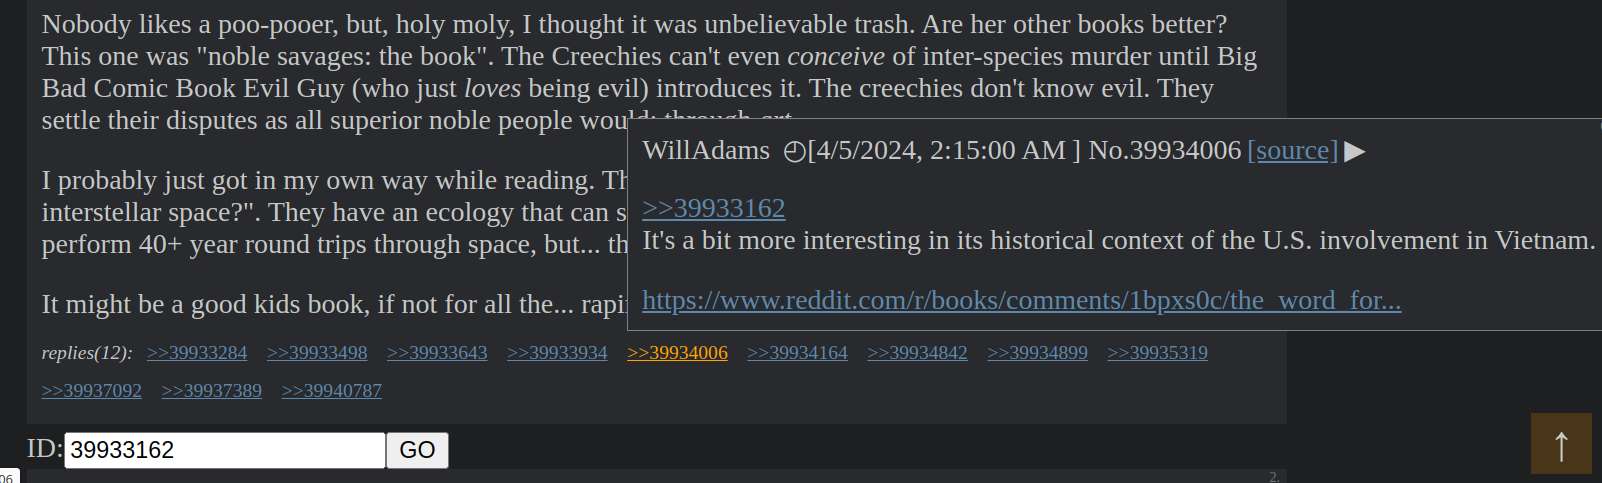 Nobody likes a poo-pooer, but, holy moly, I thought it was unbelievable trash. Are her other books better?
This one was "noble savages: the book". The Creechies can't even conceive of inter-species murder until Big
Bad Comic Book Evil Guy (who just loves being evil) introduces it. The creechies don't know evil. They
settle their disputes as all superior noble people would: through art.
I probably just got in my own way while reading. Th
interstellar space?". They have an ecology that can s
perform 40+ year round trips through space, but... th
It might be a good kids book, if not for all the... rapi
WillAdams ◴[4/5/2024, 2:15:00 AM ] No.39934006 [source] ▶
>>39933162
It's a bit more interesting in its historical context of the U.S. involvement in Vietnam.
https://www.reddit.com/r/books/comments/1bpxs0c/the_word_for...
replies(12): >>39933284 >>39933498 >>39933643 >>39933934 >>39934006 >>39934164 >>39934842 >>39934899 >>39935319
>>39937092 >>39937389 >>39940787
ID: 39933162 GO
↑
06
2.